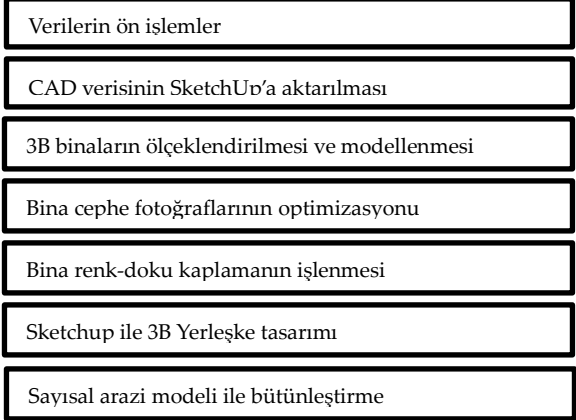 Verilerin ön işlemler
CAD verisinin SketchUp'a aktarılması
3B binaların ölçeklendirilmesi ve modellenmesi
Bina cephe fotoğraflarının optimizasyonu
Bina renk-doku kaplamanın işlenmesi
Sketchup ile 3B Yerleşke tasarımı
Sayısal arazi modeli ile bütünleştirme